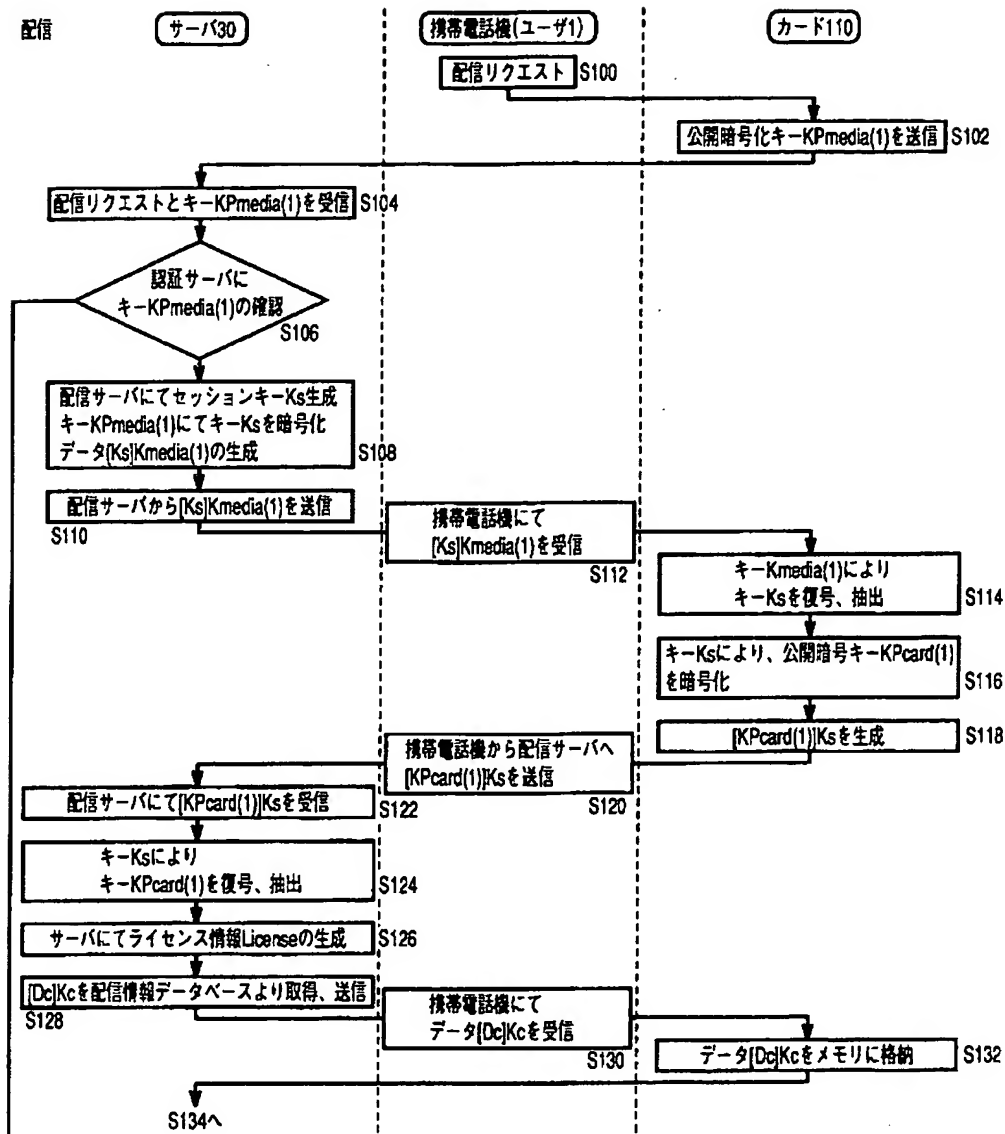 配信
サーバ30
携帯電話機(ユーザ1)
カード110
配信リクエスト
S100
公開暗号化キーKPmedia(1)を送信
S102
配信リクエストとキーKPmedia(1)を受信
S104
認証サーバに
キーKPmedia(1)の確認
S106
配信サーバにてセッションキーKs生成
キーKPmedia(1)にてキーKsを暗号化
データ[Ks]Kmedia(1)の生成
S108
配信サーバから[Ks]Kmedia(1)を送信
S110
携帯電話機にて
[Ks]Kmedia(1)を受信
S112
キーKmedia(1)により
キーKsを復号、抽出
S114
キーKsにより、公開暗号キーKPcard(1)
を暗号化
S116
[KPcard(1)]Ksを生成
S118
携帯電話機から配信サーバへ
[KPcard(1)]Ksを送信
S120
配信サーバにて[KPcard(1)]Ksを受信
S122
キーKsにより
キーKPcard(1)を復号、抽出
S124
サーバにてライセンス情報Licenseの生成
S126
[Dc]Kcを配信情報データベースより取得、送信
S128
携帯電話機にて
データ[Dc]Kcを受信
S130
データ[Dc]Kcをメモリに格納
S132
S134へ